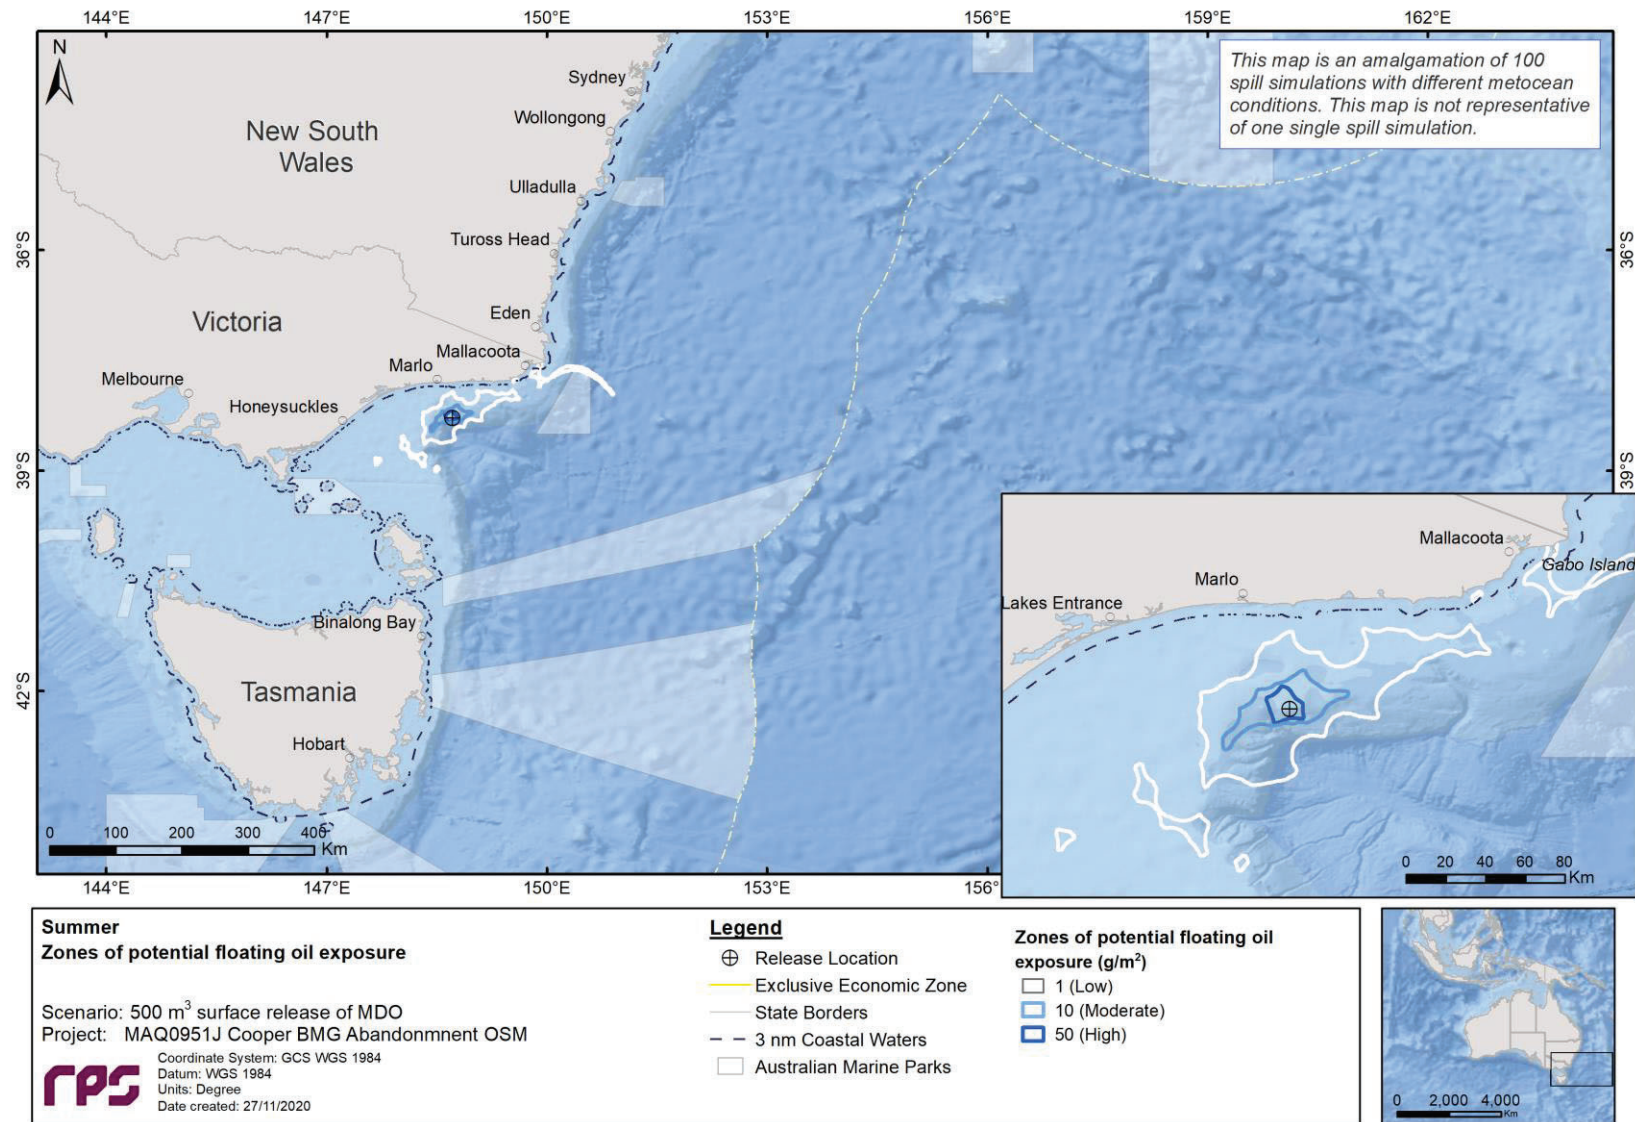 144°E 147°E 150°E 153°E 156°E 159°E 162°E
N
This map is an amalgamation of 100
spill simulations with different metocean
conditions. This map is not representative
of one single spill simulation.
Sydney
Wollongong
New South
Wales
Ulladulla
Tuross Head
36°S
36°S
Eden
Victoria
Mallacoota
Marlo
Melbourne
Honeysuckles
39°S
39°S
Binalong Bay
Tasmania
42°S
Hobart
0 100 200 300 400
Km
144°E 147°E 150°E 153°E 156°
Mallacoota
Gabo Island
Marlo
Lakes Entrance
0 20 40 60 80
Km
Summer
Zones of potential floating oil exposure
Scenario: 500 m³ surface release of MDO
Project: MAQ0951J Cooper BMG Abandonmnent OSM
rps
Coordinate System: GCS WGS 1984
Datum: WGS 1984
Units: Degree
Date created: 27/11/2020
Legend
Release Location
Exclusive Economic Zone
State Borders
3 nm Coastal Waters
Australian Marine Parks
Zones of potential floating oil
exposure (g/m²)
1 (Low)
10 (Moderate)
50 (High)
0 2,000 4,000
Km